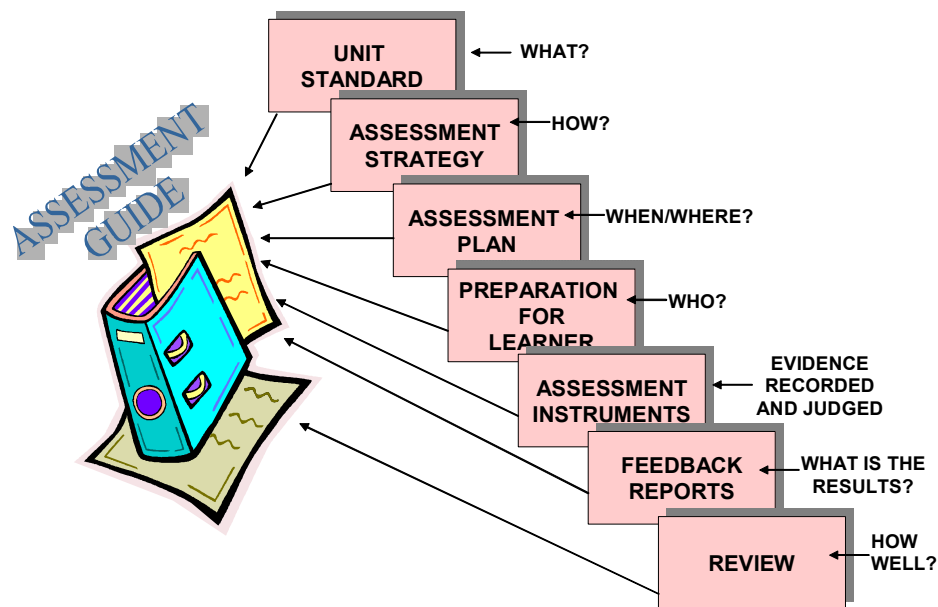 ASSESSMENT
GUIDE
UNIT
STANDARD
WHAT?
ASSESSMENT
STRATEGY
HOW?
ASSESSMENT
PLAN
WHEN/WHERE?
PREPARATION
FOR
LEARNER
WHO?
ASSESSMENT
INSTRUMENTS
EVIDENCE
RECORDED
AND JUDGED
FEEDBACK
REPORTS
WHAT IS THE
RESULTS?
REVIEW
HOW
WELL?